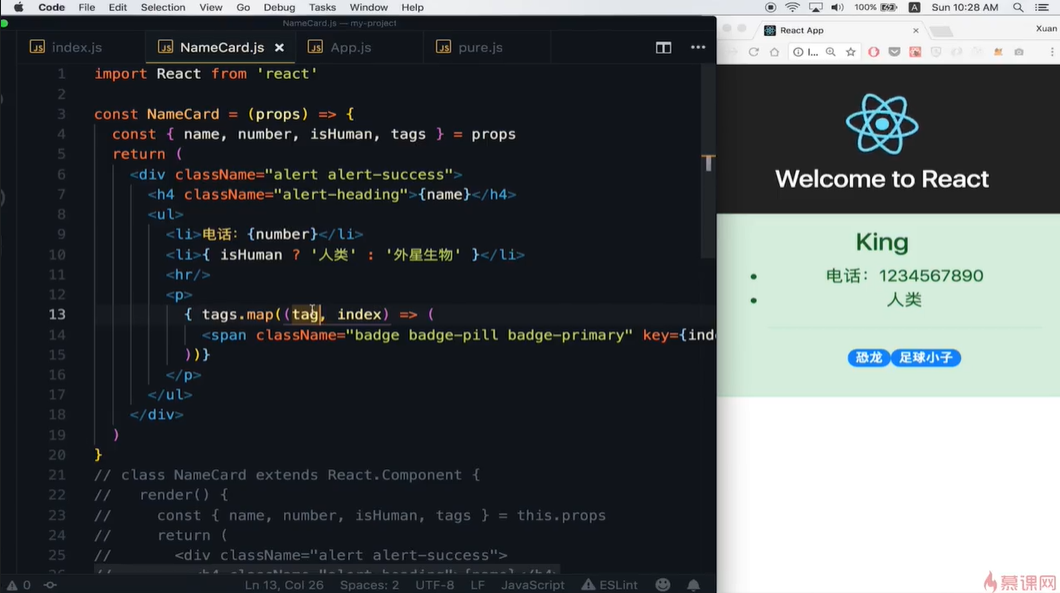 Code File Edit Selection View Go Debug Tasks Window Help 100% Sun 10:28 AM
NameCard.js — my-project
index.js NameCard.js App.js pure.js
1 import React from 'react'
2
3 const NameCard = (props) => {
4 const { name, number, isHuman, tags } = props
5 return (
6 <div className="alert alert-success">
7 <h4 className="alert-heading">{name}</h4>
8 <ul>
9 <li>电话: {number}</li>
10 <li>{ isHuman ? '人类' : '外星生物' }</li>
11 <hr/>
12 <p>
13 { tags.map((tag, index) => (
14 <span className="badge badge-pill badge-primary" key={inde
15 ))}
16 </p>
17 </ul>
18 </div>
19 )
20 }
21 // class NameCard extends React.Component {
22 // render() {
23 // const { name, number, isHuman, tags } = this.props
24 // return (
25 // <div className="alert alert-success">
26 // <h4 className="alert-heading">{name}</h4>
0 Ln 13, Col 26 Spaces: 2 UTF-8 LF JavaScript ESLint
React App Xuan
Welcome to React
King
电话: 1234567890
人类
恐龙 足球小子
慕课网